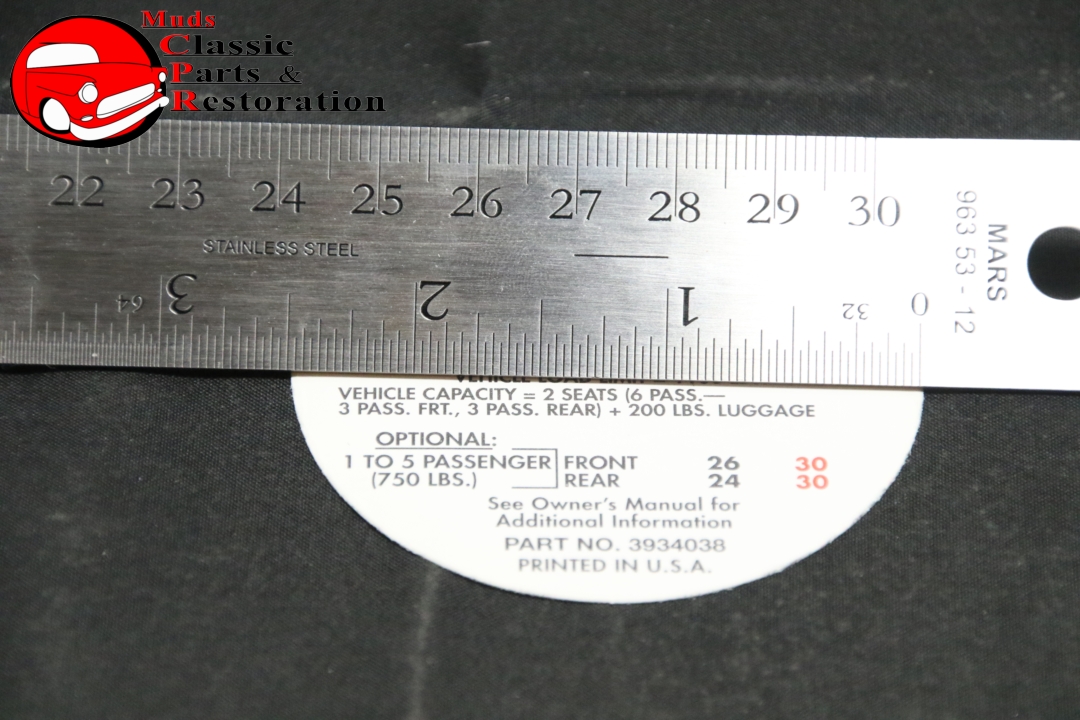 Muds
Classic
Parts &
Restoration
22 23 24 25 26 27 28 29 30
STAINLESS STEEL
MARS
963 53 - 12
64 3 2 1 32 0
VEHICLE LOAD LIMIT
VEHICLE CAPACITY = 2 SEATS (6 PASS.—
3 PASS. FRT., 3 PASS. REAR) + 200 LBS. LUGGAGE
OPTIONAL:
1 TO 5 PASSENGER FRONT 26 30
(750 LBS.) REAR 24 30
See Owner's Manual for
Additional Information
PART NO. 3934038
PRINTED IN U.S.A.